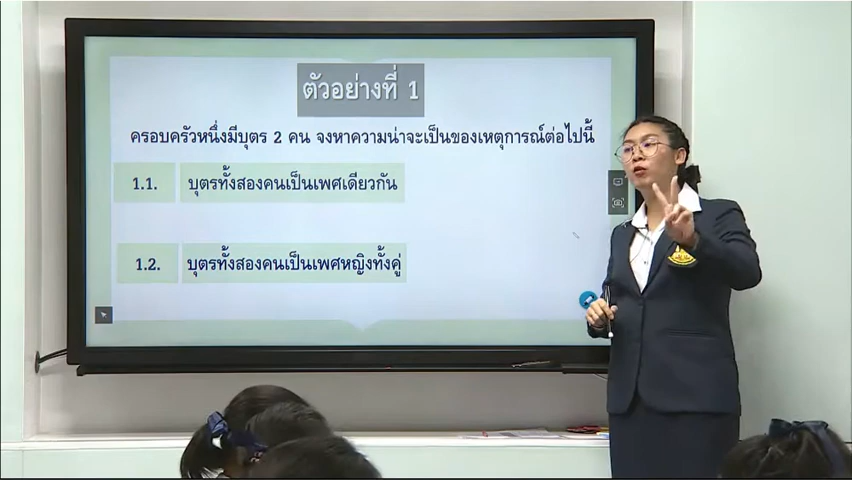 ตัวอย่างที่ 1
ครอบครัวหนึ่งมีบุตร 2 คน จงหาความน่าจะเป็นของเหตุการณ์ต่อไปนี้
1.1. บุตรทั้งสองคนเป็นเพศเดียวกัน
1.2. บุตรทั้งสองคนเป็นเพศหญิงทั้งคู่